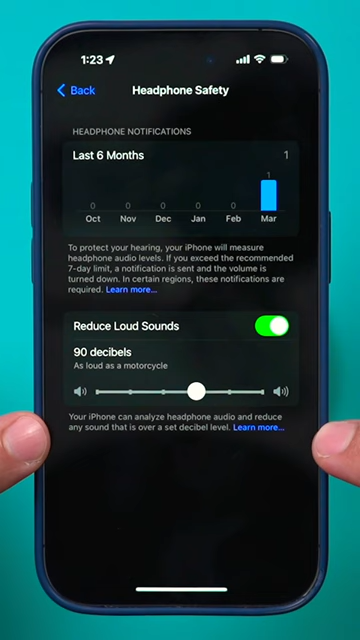 1:23
Back
Headphone Safety
HEADPHONE NOTIFICATIONS
Last 6 Months
1
1
0 0 0 0 0
Oct Nov Dec Jan Feb Mar
To protect your hearing, your iPhone will measure
headphone audio levels. If you exceed the recommended
7-day limit, a notification is sent and the volume is
turned down. In certain regions, these notifications are
required. Learn more...
Reduce Loud Sounds
90 decibels
As loud as a motorcycle
Your iPhone can analyze headphone audio and reduce
any sound that is over a set decibel level. Learn more...